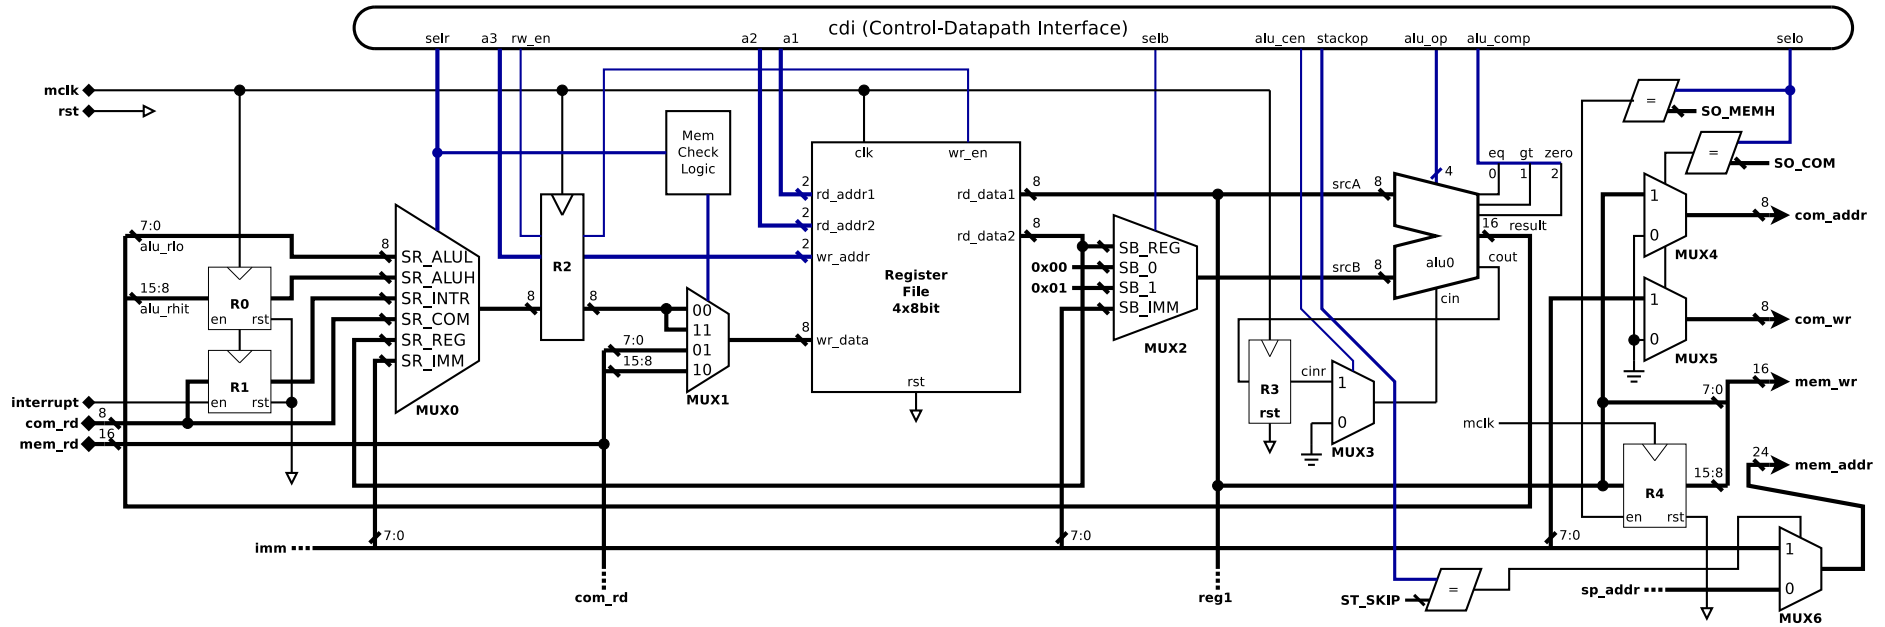 cdi (Control-Datapath Interface)
selr
a3
rw_en
a2
a1
selb
alu_cen
stackop
alu_op
alu_comp
selo
mclk
rst
=
SO_MEMH
=
SO_COM
Mem
Check
Logic
clk
wr_en
eq
gt
zero
0
1
2
4
7:0
alu_rlo
8
15:8
alu_rhit
R0
en
rst
R1
en
rst
interrupt
8
com_rd
16
mem_rd
SR_ALUL
SR_ALUH
SR_INTR
SR_COM
SR_REG
SR_IMM
MUX0
8
R2
8
00
11
01
10
7:0
15:8
MUX1
2
rd_addr1
2
rd_addr2
2
wr_addr
8
wr_data
Register
File
4x8bit
rst
rd_data1
8
rd_data2
8
0x00
0x01
SB_REG
SB_0
SB_1
SB_IMM
MUX2
srcA
8
srcB
8
alu0
16
result
cout
cin
R3
rst
cinr
1
0
MUX3
1
0
MUX4
8
com_addr
1
0
MUX5
8
com_wr
16
mem_wr
7:0
mclk
R4
en
rst
15:8
24
mem_addr
imm
7:0
7:0
7:0
com_rd
reg1
ST_SKIP
=
sp_addr
1
0
MUX6